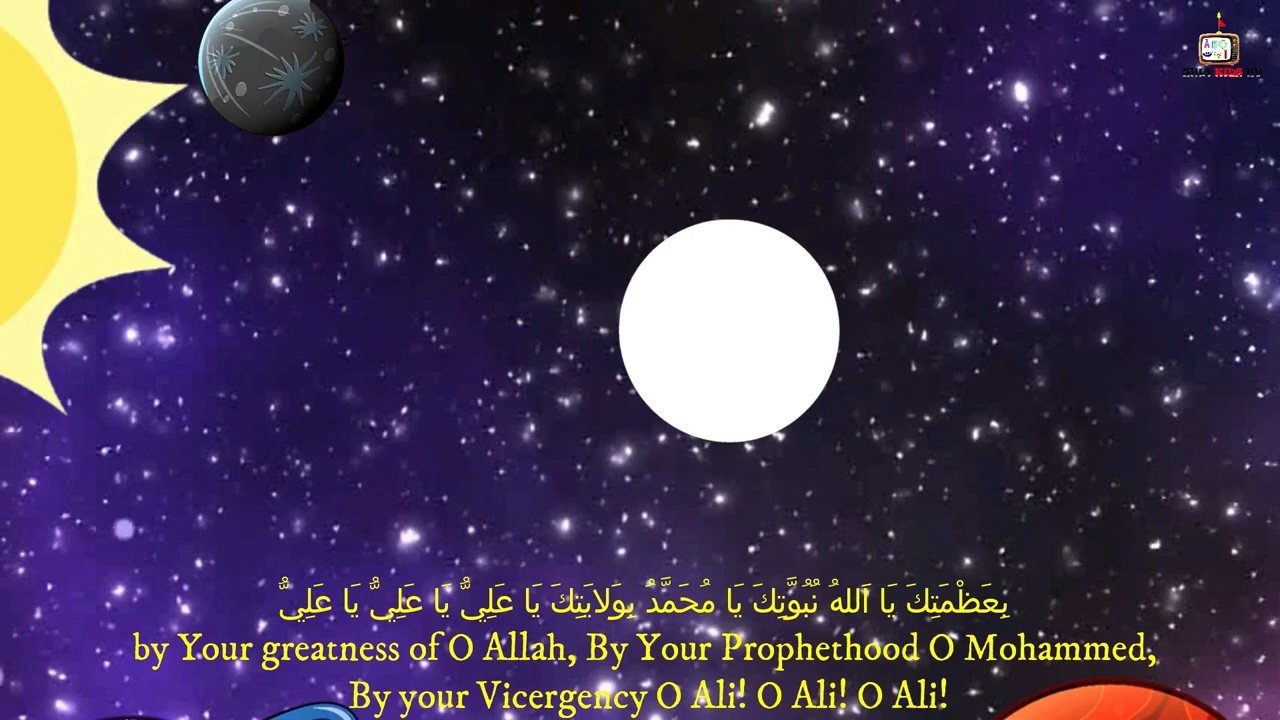 بِعَظْمَتِكَ يَا اَللهُ نُبُوَّتِكَ يَا مُحَمَّدُ بِوَلايَتِكَ يَا عَلِيُّ يَا عَلِيُّ يَا عَلِيُّ
by Your greatness of O Allah, By Your Prophethood O Mohammed,
By your Vicergency O Ali! O Ali! O Ali!